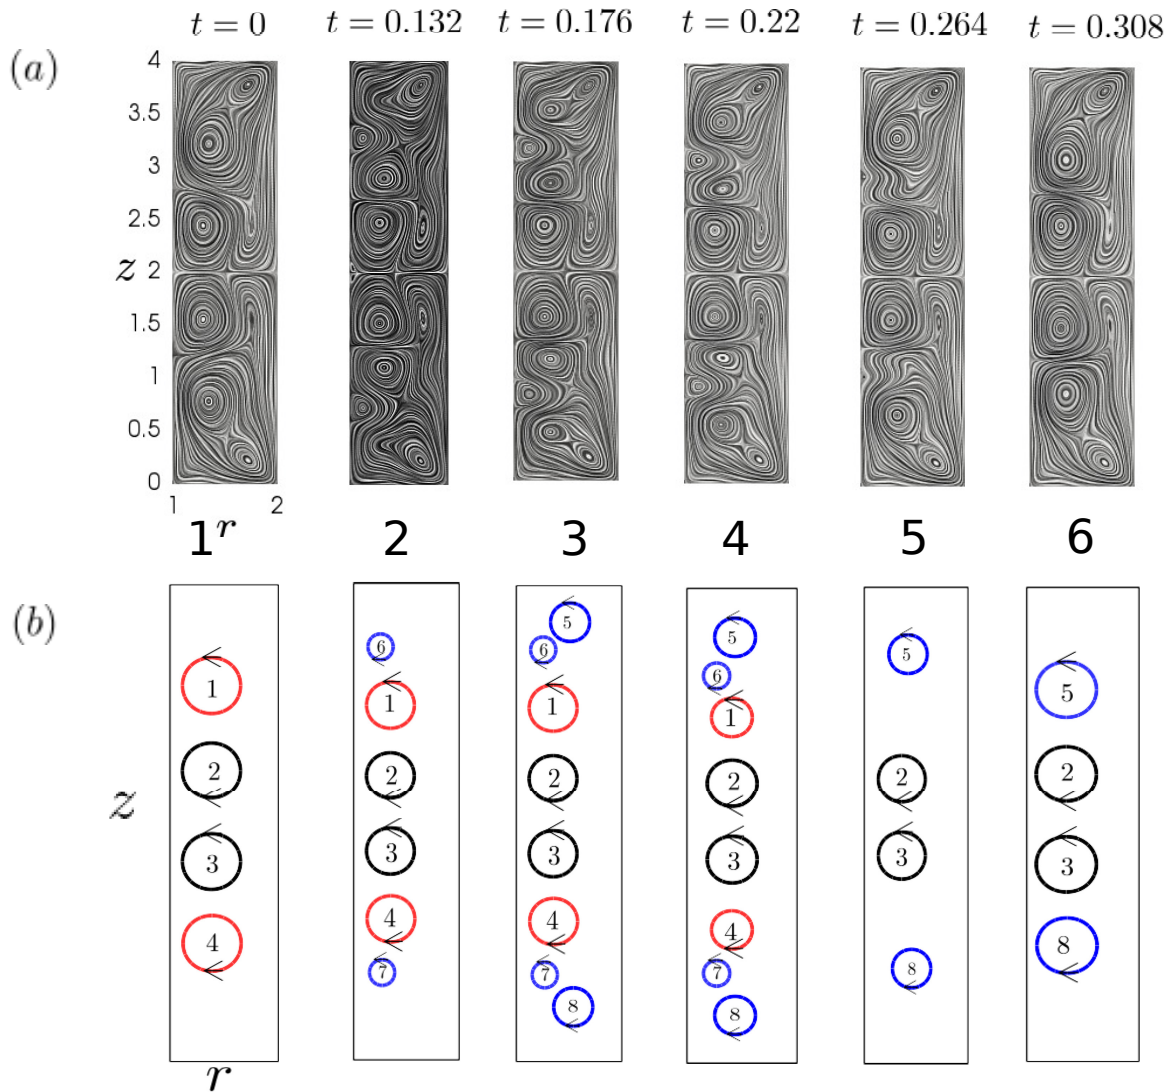 t = 0 t = 0.132 t = 0.176 t = 0.22 t = 0.264 t = 0.308
(a)
4
3.5
3
2.5
z 2
1.5
1
0.5
0
1 2
1 r 2 3 4 5 6
(b)
6 5 6 5 6 5 5
1 1 1 1
2 2 2 2 2 2
z
3 3 3 3 3 3
4 4 4 4 8 8
7 7 8 7 8
r